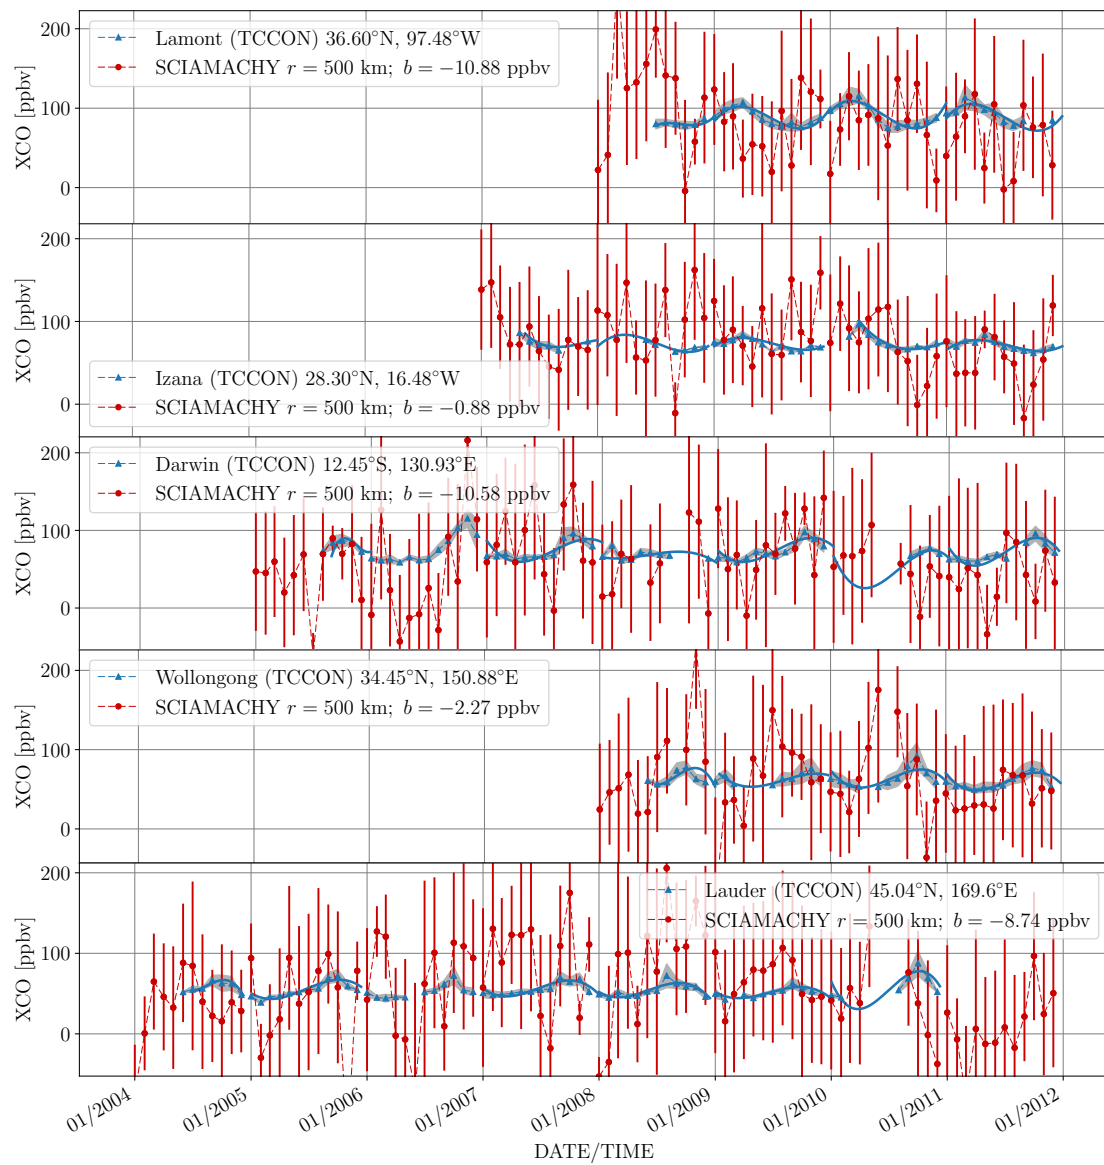 200
100
0
XCO [ppbv]
Lamont (TCCON) 36.60°N, 97.48°W
SCIAMACHY r = 500 km; b = −10.88 ppbv
200
100
0
XCO [ppbv]
Izana (TCCON) 28.30°N, 16.48°W
SCIAMACHY r = 500 km; b = −0.88 ppbv
200
100
0
XCO [ppbv]
Darwin (TCCON) 12.45°S, 130.93°E
SCIAMACHY r = 500 km; b = −10.58 ppbv
200
100
0
XCO [ppbv]
Wollongong (TCCON) 34.45°N, 150.88°E
SCIAMACHY r = 500 km; b = −2.27 ppbv
200
100
0
XCO [ppbv]
Lauder (TCCON) 45.04°N, 169.6°E
SCIAMACHY r = 500 km; b = −8.74 ppbv
01/2004
01/2005
01/2006
01/2007
01/2008
01/2009
01/2010
01/2011
01/2012
DATE/TIME